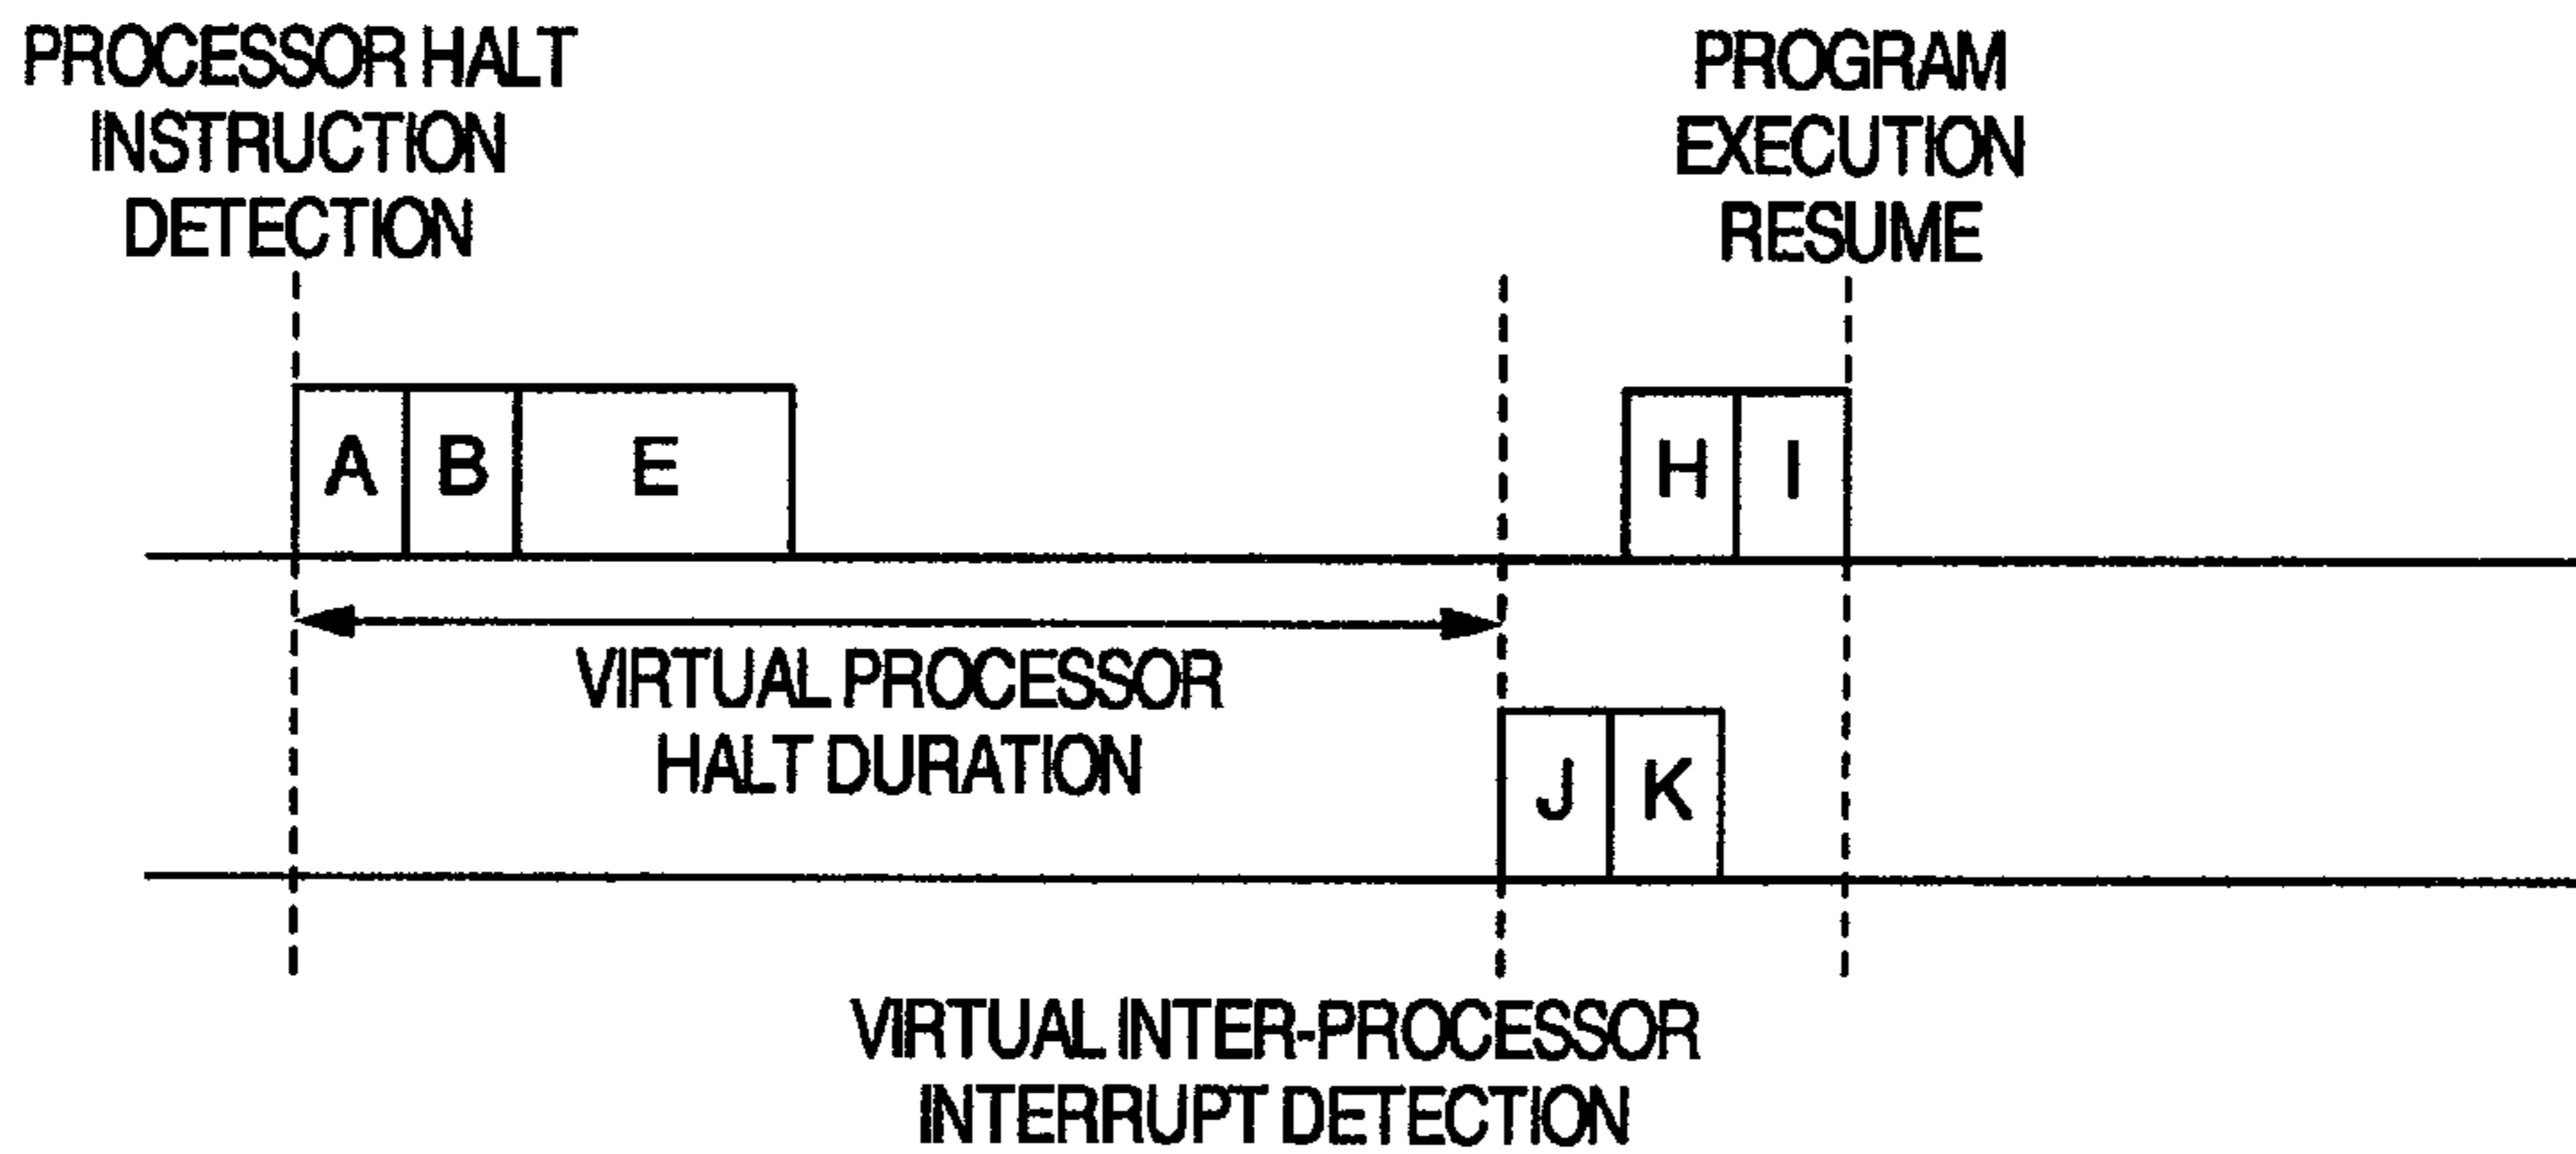 PROCESSOR HALT
INSTRUCTION
DETECTION
PROGRAM
EXECUTION
RESUME
A B E
H I
VIRTUAL PROCESSOR
HALT DURATION
J K
VIRTUAL INTER-PROCESSOR
INTERRUPT DETECTION